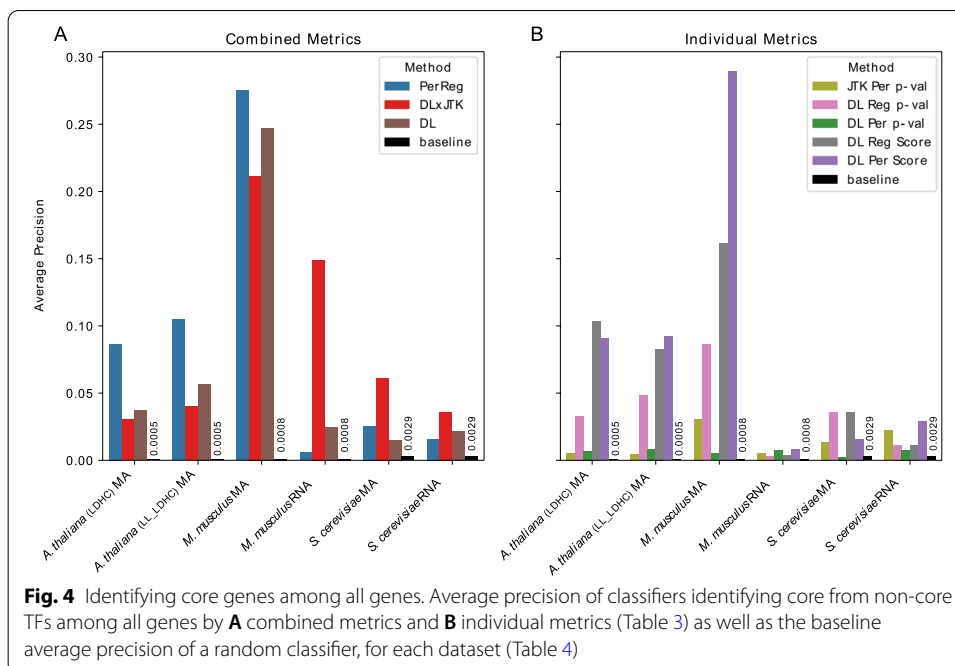 A
Combined Metrics
0.30
0.25
0.20
0.15
0.10
0.05
0.00
Average Precision
Method
PerReg
DLxJTK
DL
baseline
0.0005
0.0005
0.0008
0.0008
0.0029
0.0029
A. thaliana (LDHC) MA
A. thaliana (LL_LDHC) MA
M. musculus MA
M. musculus RNA
S. cerevisiae MA
S. cerevisiae RNA
B
Individual Metrics
Method
JTK Per p-val
DL Reg p-val
DL Per p-val
DL Reg Score
DL Per Score
baseline
0.0005
0.0005
0.0008
0.0008
0.0029
0.0029
A. thaliana (LDHC) MA
A. thaliana (LL_LDHC) MA
M. musculus MA
M. musculus RNA
S. cerevisiae MA
S. cerevisiae RNA
Fig. 4 Identifying core genes among all genes. Average precision of classifiers identifying core from non-core
TFs among all genes by A combined metrics and B individual metrics (Table 3) as well as the baseline
average precision of a random classifier, for each dataset (Table 4)